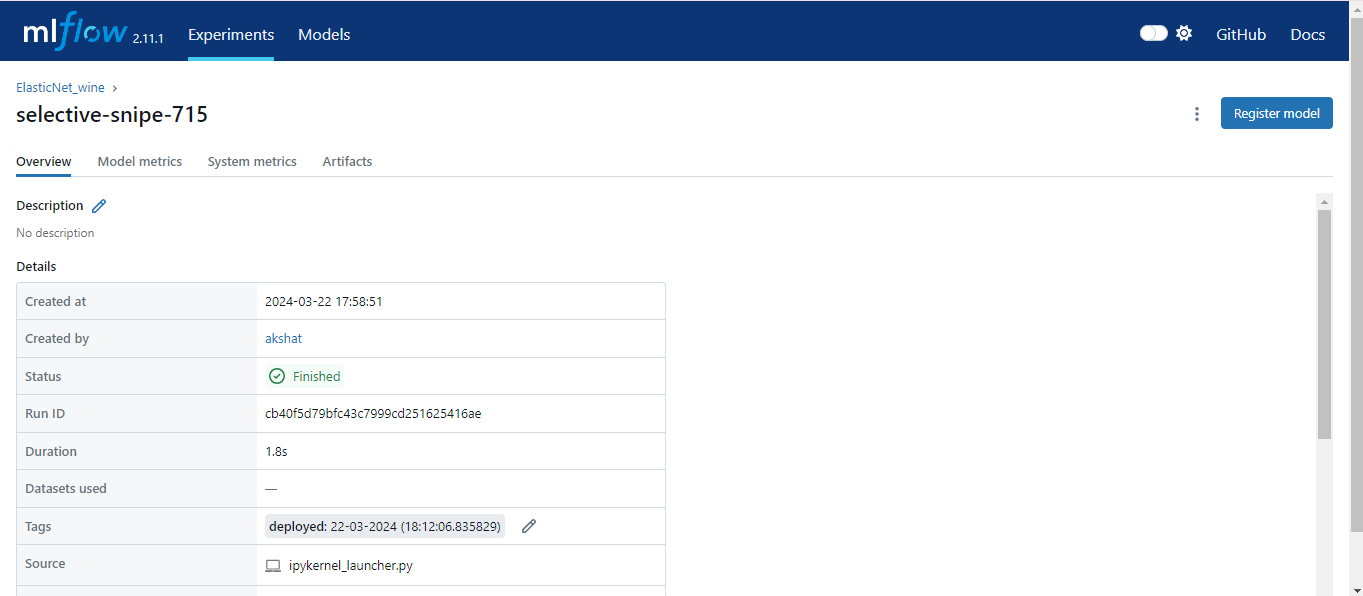 mlflow 2.11.1 Experiments Models GitHub Docs
ElasticNet_wine ›
selective-snipe-715
Register model
Overview Model metrics System metrics Artifacts
Description
No description
Details
Created at 2024-03-22 17:58:51
Created by akshat
Status Finished
Run ID cb40f5d79bfc43c7999cd251625416ae
Duration 1.8s
Datasets used —
Tags deployed: 22-03-2024 (18:12:06.835829)
Source ipykernel_launcher.py